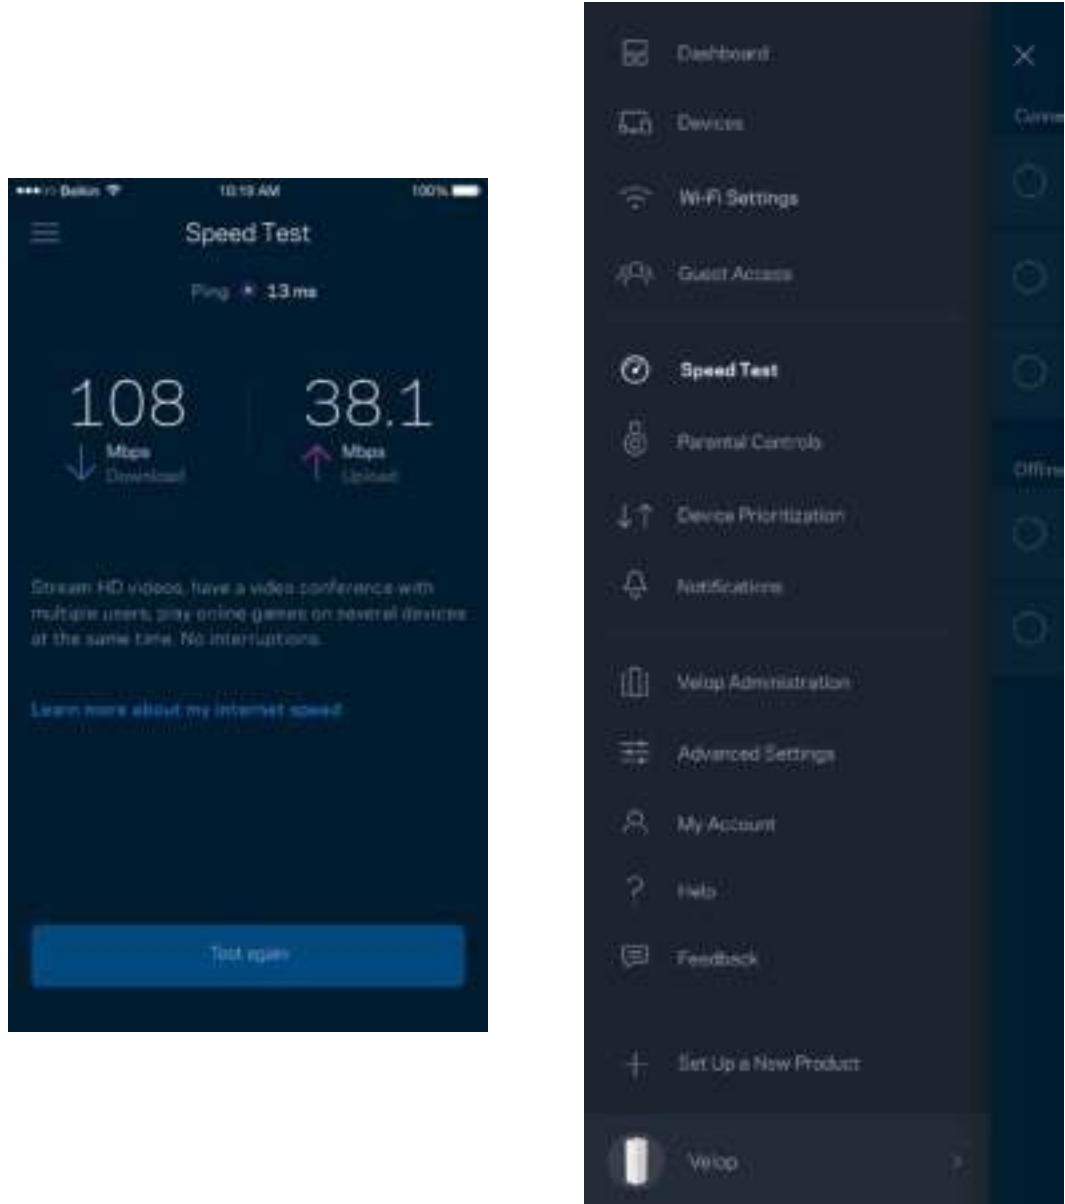 Belkin
10:19 AM
100%
Speed Test
Ping 13 ms
108
Mbps
Download
38.1
Mbps
Upload
Stream HD videos, have a video conference with
multiple users, play online games on several devices
at the same time. No interruptions.
Learn more about my internet speed
Test again
Dashboard
Devices
Wi-Fi Settings
Guest Access
Speed Test
Parental Controls
Device Prioritization
Notifications
Velop Administration
Advanced Settings
My Account
Help
Feedback
Set Up a New Product
Velop
Conne
Offline